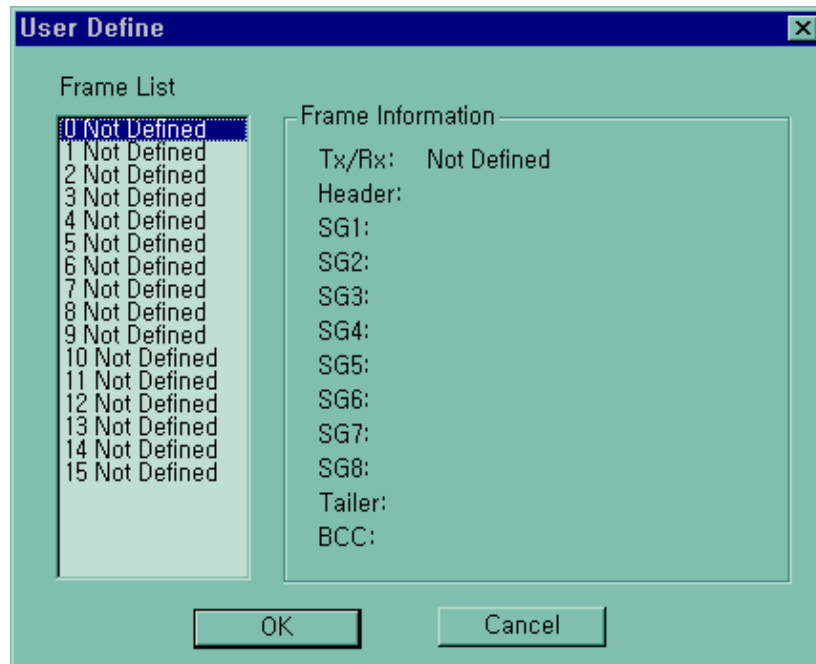 User Define
Frame List
0 Not Defined
1 Not Defined
2 Not Defined
3 Not Defined
4 Not Defined
5 Not Defined
6 Not Defined
7 Not Defined
8 Not Defined
9 Not Defined
10 Not Defined
11 Not Defined
12 Not Defined
13 Not Defined
14 Not Defined
15 Not Defined
Frame Information
Tx/Rx: Not Defined
Header:
SG1:
SG2:
SG3:
SG4:
SG5:
SG6:
SG7:
SG8:
Tailer:
BCC:
OK
Cancel